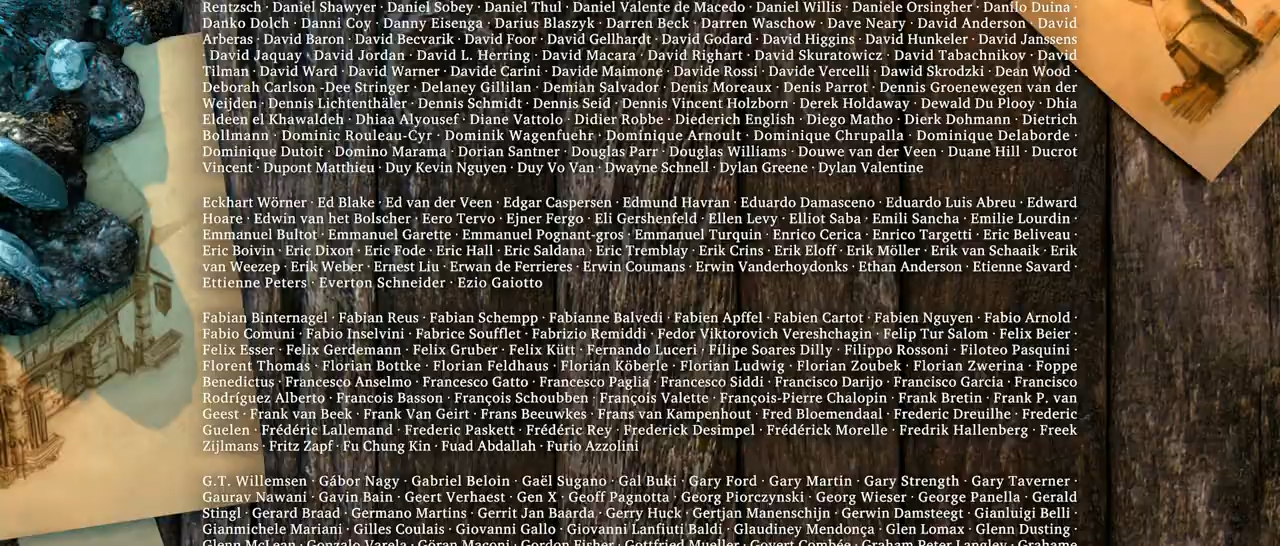 Rentzsch · Daniel Shawyer · Daniel Sobey · Daniel Thul · Daniel Valente de Macedo · Daniel Willis · Daniele Orsingher · Danilo Duina ·
Danko Dolch · Danni Coy · Danny Eisenga · Darius Blaszyk · Darren Beck · Darren Waschow · Dave Neary · David Anderson · David
Arberas · David Baron · David Becvarik · David Foor · David Gellhardt · David Godard · David Higgins · David Hunkeler · David Janssens
· David Jaquay · David Jordan · David L. Herring · David Macara · David Righart · David Skuratowicz · David Tabachnikov · David
Tilman · David Ward · David Warner · Davide Carini · Davide Maimone · Davide Rossi · Davide Vercelli · Dawid Skrodzki · Dean Wood ·
Deborah Carlson -Dee Stringer · Delaney Gillilan · Demian Salvador · Denis Moreaux · Denis Parrot · Dennis Groenewegen van der
Weijden · Dennis Lichtenthäler · Dennis Schmidt · Dennis Seid · Dennis Vincent Holzborn · Derek Holdaway · Dewald Du Plooy · Dhia
Eldeen el Khawaldeh · Dhiaa Alyousef · Diane Vattolo · Didier Robbe · Diederich English · Diego Matho · Dierk Dohmann · Dietrich
Bollmann · Dominic Rouleau-Cyr · Dominik Wagenfuehr · Dominique Arnoult · Dominique Chrupalla · Dominique Delaborde ·
Dominique Dutoit · Domino Marama · Dorian Santner · Douglas Parr · Douglas Williams · Douwe van der Veen · Duane Hill · Ducrot
Vincent · Dupont Matthieu · Duy Kevin Nguyen · Duy Vo Van · Dwayne Schnell · Dylan Greene · Dylan Valentine
Eckhart Wörner · Ed Blake · Ed van der Veen · Edgar Caspersen · Edmund Havran · Eduardo Damasceno · Eduardo Luis Abreu · Edward
Hoare · Edwin van het Bolscher · Eero Tervo · Ejner Fergo · Eli Gershenfeld · Ellen Levy · Elliot Saba · Emili Sancha · Emilie Lourdin ·
Emmanuel Bultot · Emmanuel Garette · Emmanuel Pognant-gros · Emmanuel Turquin · Enrico Cerica · Enrico Targetti · Eric Beliveau ·
Eric Boivin · Eric Dixon · Eric Fode · Eric Hall · Eric Saldana · Eric Tremblay · Erik Crins · Erik Eloff · Erik Möller · Erik van Schaaik · Erik
van Weezep · Erik Weber · Ernest Liu · Erwan de Ferrieres · Erwin Coumans · Erwin Vanderhoydonks · Ethan Anderson · Etienne Savard ·
Ettienne Peters · Everton Schneider · Ezio Gaiotto
Fabian Binternagel · Fabian Reus · Fabian Schempp · Fabianne Balvedi · Fabien Apffel · Fabien Cartot · Fabien Nguyen · Fabio Arnold ·
Fabio Comuni · Fabio Inselvini · Fabrice Soufflet · Fabrizio Remiddi · Fedor Viktorovich Vereshchagin · Felip Tur Salom · Felix Beier ·
Felix Esser · Felix Gerdemann · Felix Gruber · Felix Kütt · Fernando Luceri · Filipe Soares Dilly · Filippo Rossoni · Filoteo Pasquini ·
Florent Thomas · Florian Bottke · Florian Feldhaus · Florian Köberle · Florian Ludwig · Florian Zoubek · Florian Zwerina · Foppe
Benedictus · Francesco Anselmo · Francesco Gatto · Francesco Paglia · Francesco Siddi · Francisco Darijo · Francisco Garcia · Francisco
Rodríguez Alberto · Francois Basson · François Schoubben · François Valette · François-Pierre Chalopin · Frank Bretin · Frank P. van
Geest · Frank van Beek · Frank Van Geirt · Frans Beeuwkes · Frans van Kampenhout · Fred Bloemendaal · Frederic Dreuilhe · Frederic
Guelen · Frédéric Lallemand · Frederic Paskett · Frédéric Rey · Frederick Desimpel · Frédérick Morelle · Fredrik Hallenberg · Freek
Zijlmans · Fritz Zapf · Fu Chung Kin · Fuad Abdallah · Furio Azzolini
G.T. Willemsen · Gábor Nagy · Gabriel Beloin · Gaël Sugano · Gal Buki · Gary Ford · Gary Martin · Gary Strength · Gary Taverner ·
Gaurav Nawani · Gavin Bain · Geert Verhaest · Gen X · Geoff Pagnotta · Georg Piorczynski · Georg Wieser · George Panella · Gerald
Stingl · Gerard Braad · Germano Martins · Gerrit Jan Baarda · Gerry Huck · Gertjan Manenschijn · Gerwin Damsteegt · Gianluigi Belli ·
Gianmichele Mariani · Gilles Coulais · Giovanni Gallo · Giovanni Lanfiuti Baldi · Glaudiney Mendonça · Glen Lomax · Glenn Dusting ·
Glenn McLean · Gonzalo Varela · Göran Maconi · Gordon Fisher · Gottfried Mueller · Govert Combée · Graham Peter Langley · Grahame